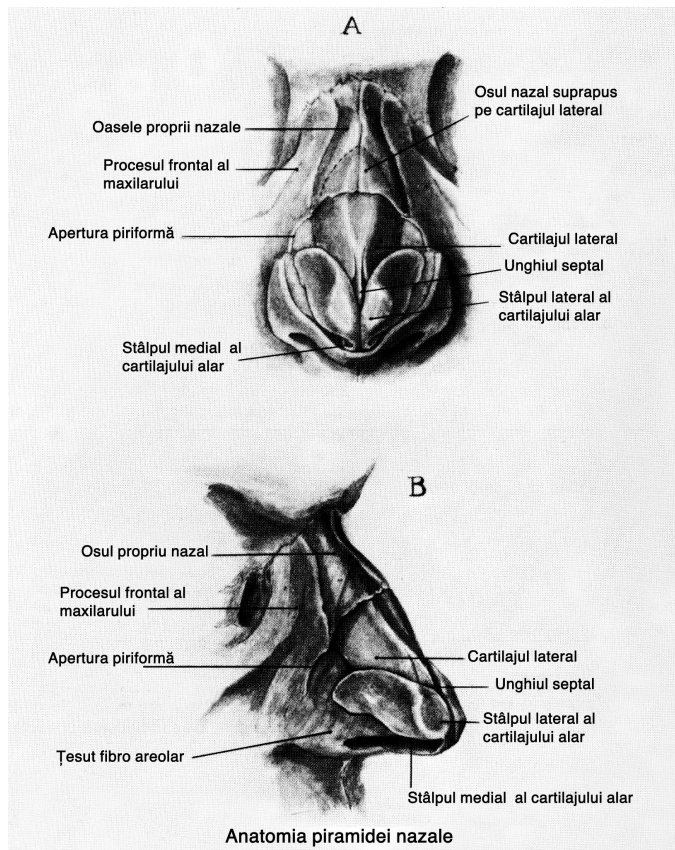 A
Osul nazal suprapus
pe cartilajul lateral
Oasele proprii nazale
Procesul frontal al
maxilarului
Apertura piriformă
Cartilajul lateral
Unghiul septal
Stâlpul lateral al
cartilajului alar
Stâlpul medial al
cartilajului alar
B
Osul propriu nazal
Procesul frontal al
maxilarului
Apertura piriformă
Cartilajul lateral
Unghiul septal
Stâlpul lateral al
cartilajului alar
Țesut fibro areolar
Stâlpul medial al cartilajului alar
Anatomia piramidei nazale